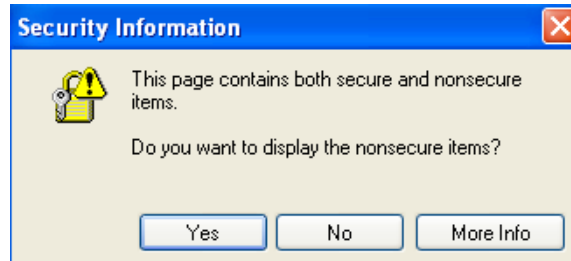 Security Information
This page contains both secure and nonsecure
items.
Do you want to display the nonsecure items?
Yes
No
More Info